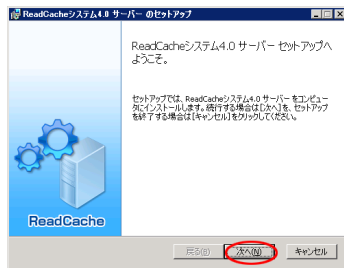 ReadCacheシステム4.0 サーバー のセットアップ
ReadCacheシステム4.0 サーバー セットアップへ
ようこそ。
セットアップでは、ReadCacheシステム4.0 サーバー をコンピュー
タにインストールします。続行する場合は[次へ]を、セットアップ
を終了する場合は[キャンセル]をクリックしてください。
ReadCache
戻る(B) 次へ(N) キャンセル